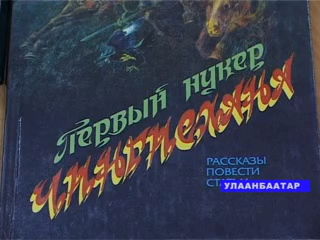 Первый нукер
Чингисхана
РАССКАЗЫ
ПОВЕСТИ
УЛААНБААТАР